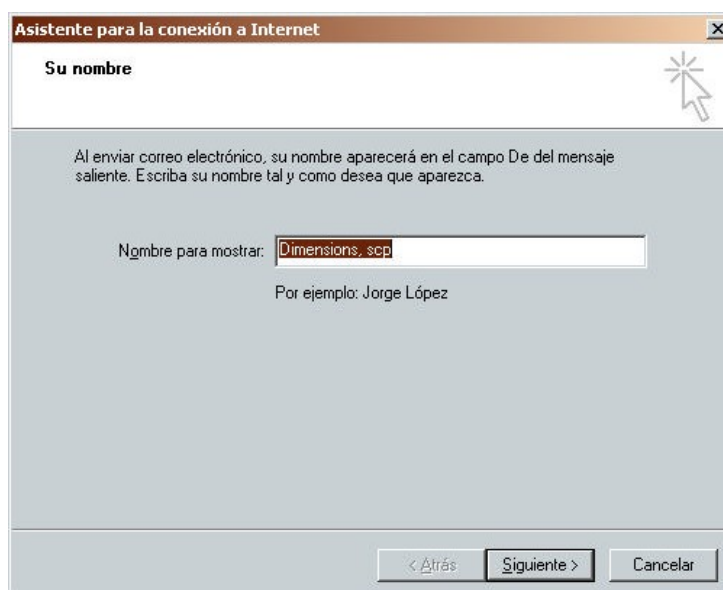 Asistente para la conexión a Internet
Su nombre
Al enviar correo electrónico, su nombre aparecerá en el campo De del mensaje
saliente. Escriba su nombre tal y como desea que aparezca.
Nombre para mostrar: Dimensions, scp
Por ejemplo: Jorge López
< Atrás Siguiente > Cancelar